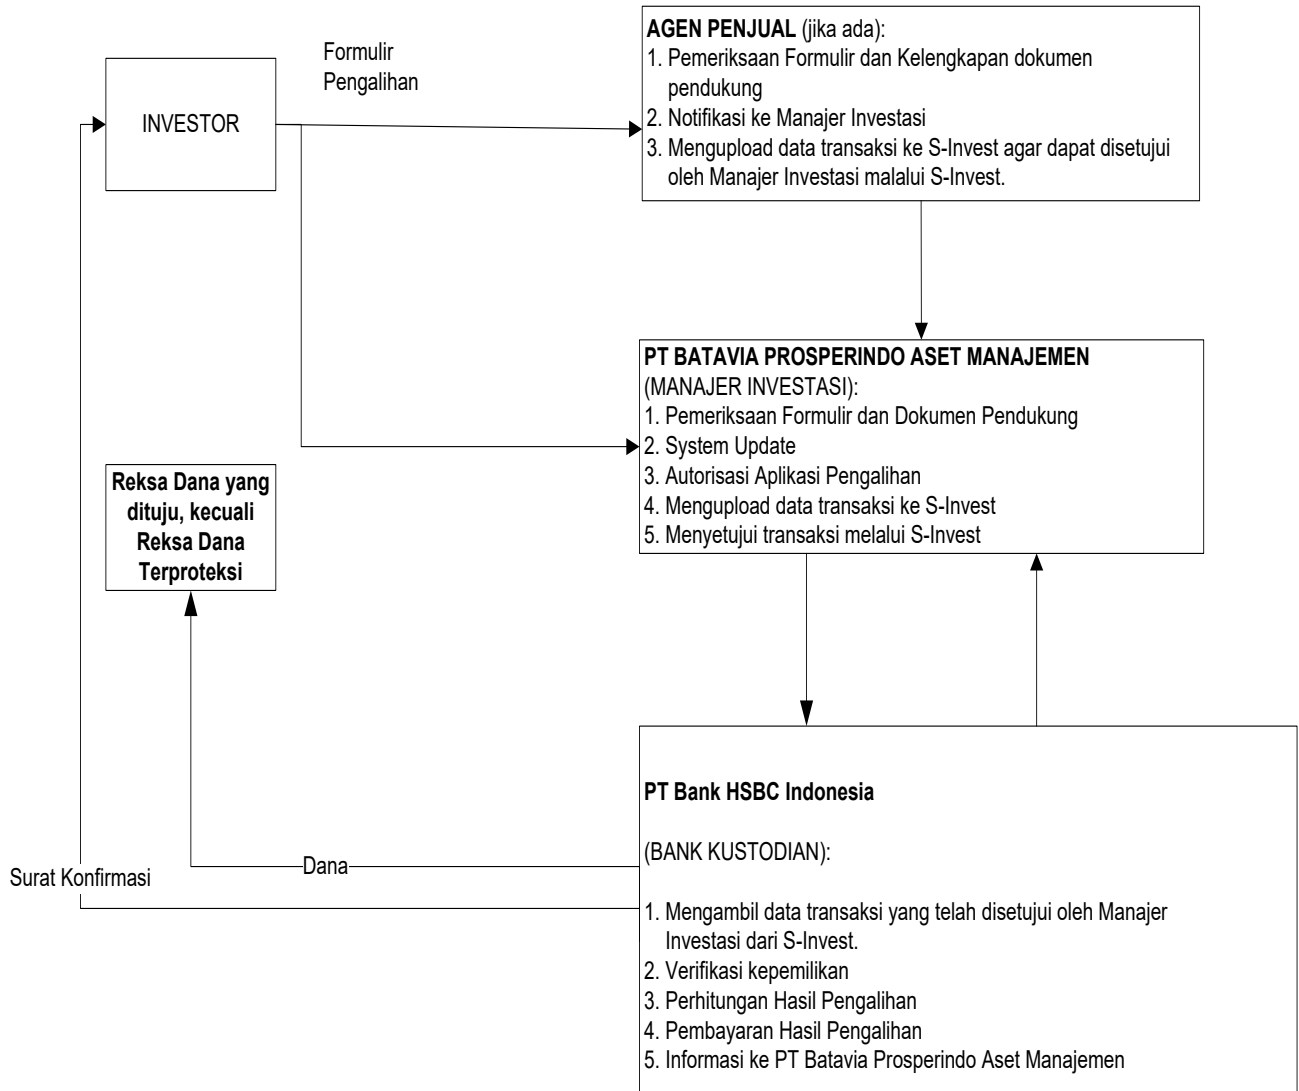 AGEN PENJUAL (jika ada):
1. Pemeriksaan Formulir dan Kelengkapan dokumen
pendukung
2. Notifikasi ke Manajer Investasi
3. Mengupload data transaksi ke S-Invest agar dapat disetujui
oleh Manajer Investasi malalui S-Invest.
Formulir
Pengalihan
INVESTOR
PT BATAVIA PROSPERINDO ASET MANAJEMEN
(MANAJER INVESTASI):
1. Pemeriksaan Formulir dan Dokumen Pendukung
2. System Update
3. Autorisasi Aplikasi Pengalihan
4. Mengupload data transaksi ke S-Invest
5. Menyetujui transaksi melalui S-Invest
Reksa Dana yang
dituju, kecuali
Reksa Dana
Terproteksi
PT Bank HSBC Indonesia
(BANK KUSTODIAN):
1. Mengambil data transaksi yang telah disetujui oleh Manajer
Investasi dari S-Invest.
2. Verifikasi kepemilikan
3. Perhitungan Hasil Pengalihan
4. Pembayaran Hasil Pengalihan
5. Informasi ke PT Batavia Prosperindo Aset Manajemen
Dana
Surat Konfirmasi